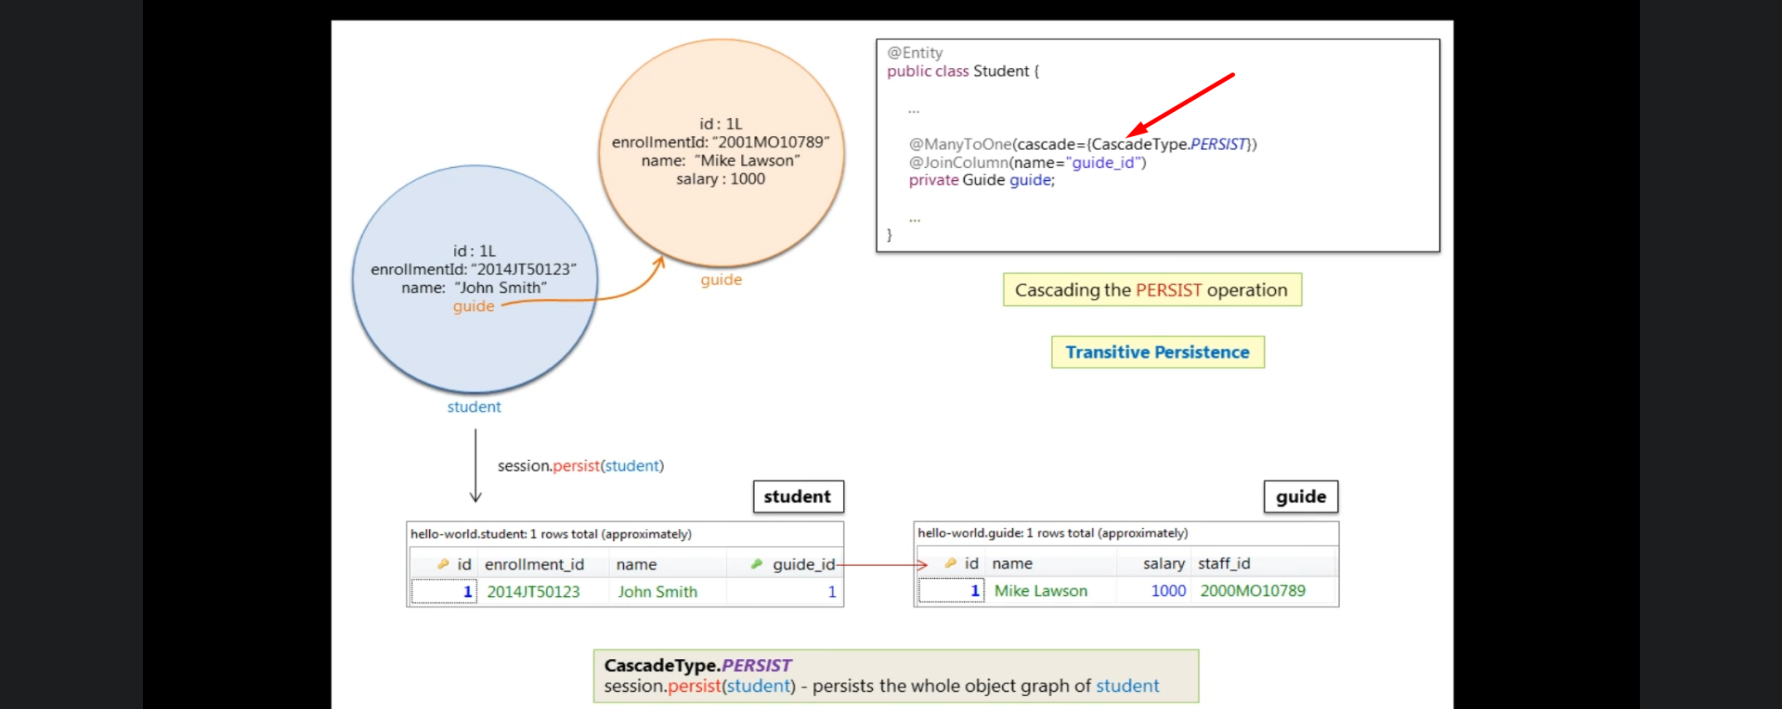 id : 1L
enrollmentId: “2001MO10789”
name:  “Mike Lawson”
salary : 1000
guide
id : 1L
enrollmentId: “2014JT50123”
name:  “John Smith”
guide
student
@Entity
public class Student {
...
@ManyToOne(cascade={CascadeType.PERSIST})
@JoinColumn(name="guide_id")
private Guide guide;
...
}
Cascading the PERSIST operation
Transitive Persistence
session.persist(student)
student
hello-world.student: 1 rows total (approximately)
id enrollment_id name guide_id
1 2014JT50123 John Smith 1
guide
hello-world.guide: 1 rows total (approximately)
id name salary staff_id
1 Mike Lawson 1000 2000MO10789
CascadeType.PERSIST
session.persist(student) - persists the whole object graph of student